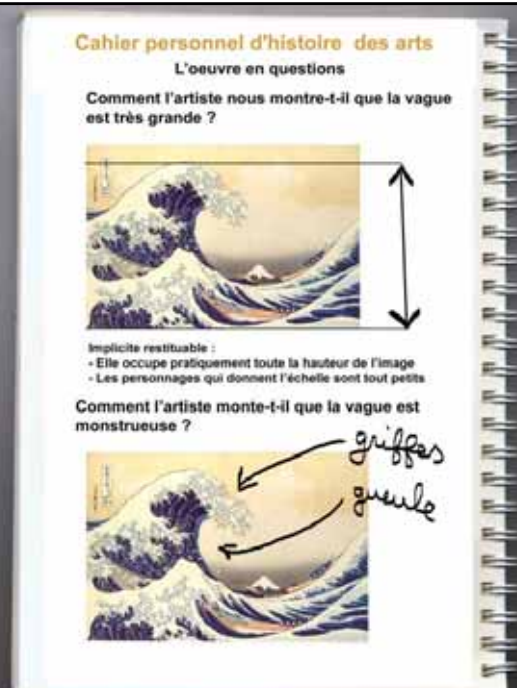 Cahier personnel d'histoire des arts
L'oeuvre en questions
Comment l'artiste nous montre-t-il que la vague
est très grande ?
Implicite restituable :
- Elle occupe pratiquement toute la hauteur de l'image
- Les personnages qui donnent l'échelle sont tout petits
Comment l'artiste monte-t-il que la vague est
monstrueuse ?
griffes
gueule